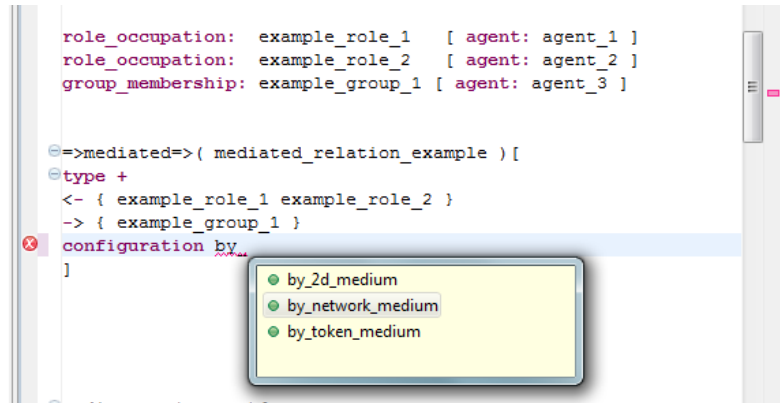 role_occupation: example_role_1 [ agent: agent_1 ]
role_occupation: example_role_2 [ agent: agent_2 ]
group_membership: example_group_1 [ agent: agent_3 ]
=>mediated=>( mediated_relation_example ) [
type +
<- { example_role_1 example_role_2 }
-> { example_group_1 }
configuration by_
]
by_2d_medium
by_network_medium
by_token_medium